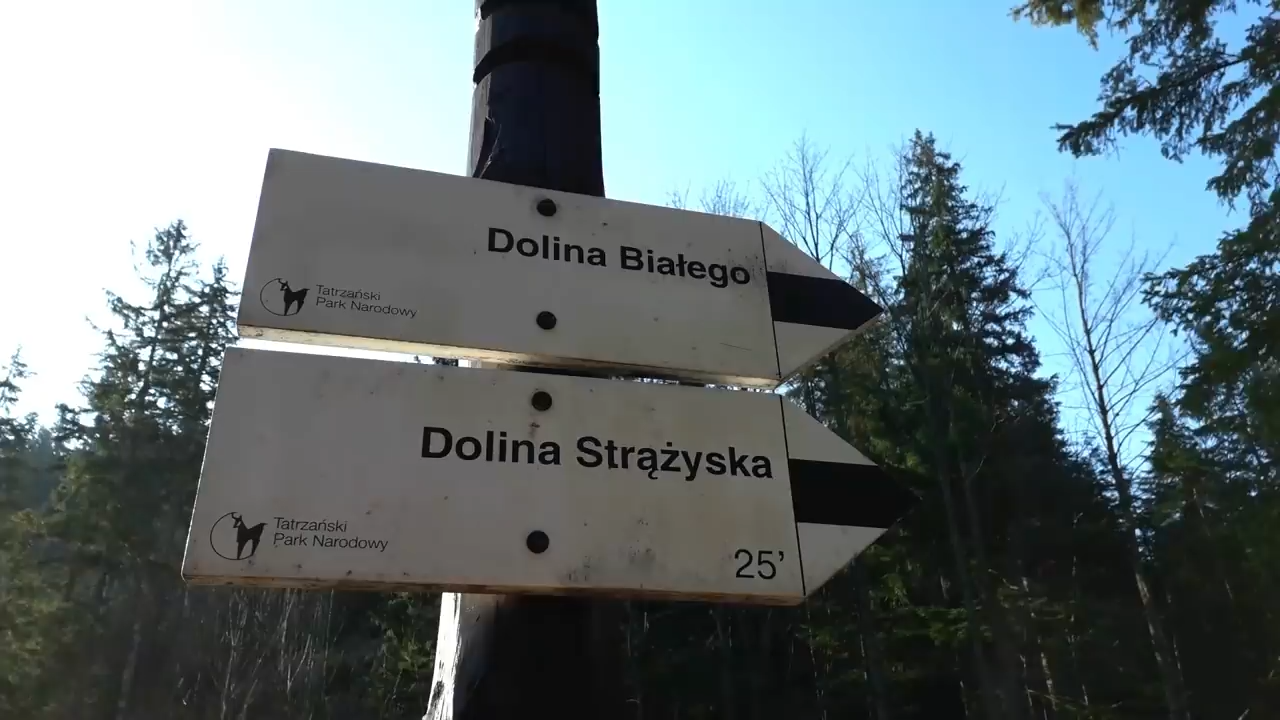 Dolina Białego
Tatrzański
Park Narodowy
Dolina Strążyska
Tatrzański
Park Narodowy
25’